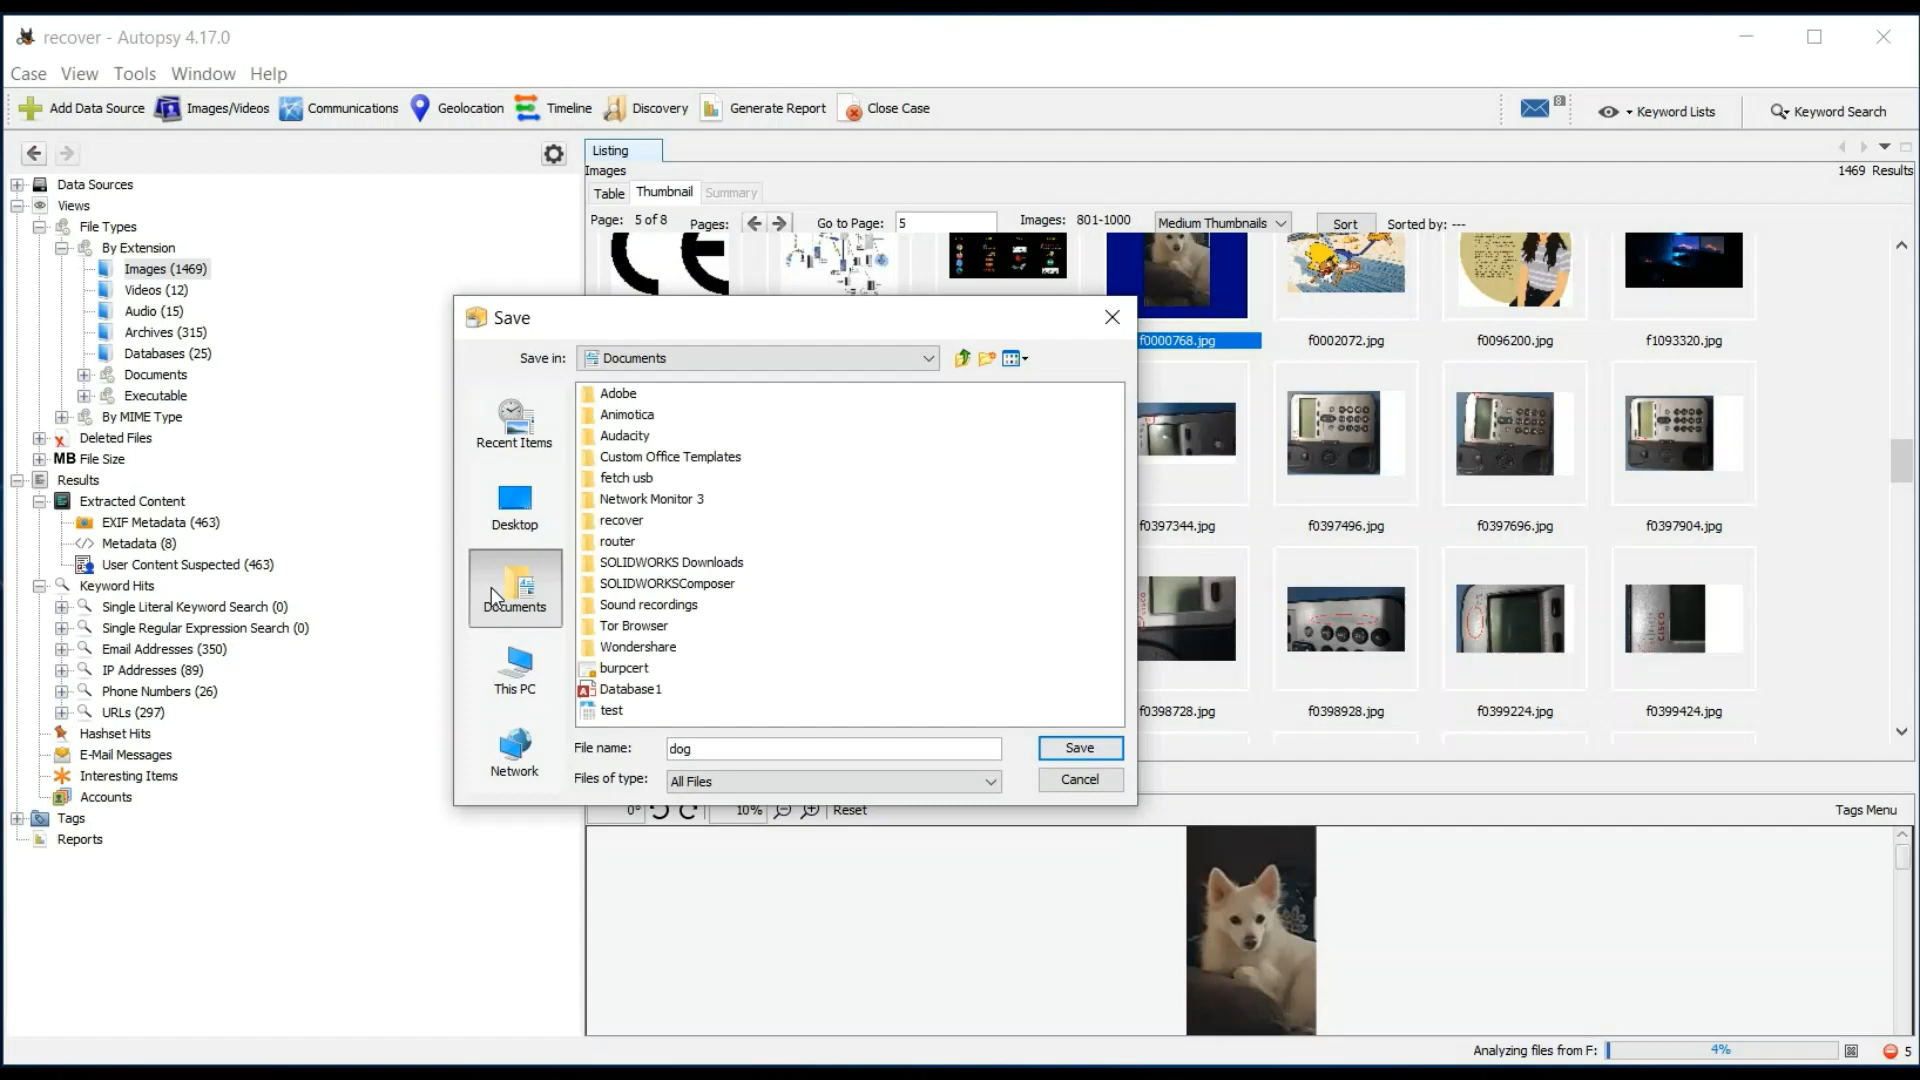 recover - Autopsy 4.17.0
Case View Tools Window Help
Add Data Source Images/Videos Communications Geolocation Timeline Discovery Generate Report Close Case 8 Keyword Lists Keyword Search
Listing
Images 1469 Results
Table Thumbnail Summary
Page: 5 of 8 Pages: Go to Page: 5 Images: 801-1000 Medium Thumbnails Sort Sorted by: ---
Data Sources
Views
File Types
By Extension
Images (1469)
Videos (12)
Audio (15)
Archives (315)
Databases (25)
Documents
Executable
By MIME Type
Deleted Files
MB File Size
Results
Extracted Content
EXIF Metadata (463)
Metadata (8)
User Content Suspected (463)
Keyword Hits
Single Literal Keyword Search (0)
Single Regular Expression Search (0)
Email Addresses (350)
IP Addresses (89)
Phone Numbers (26)
URLs (297)
Hashset Hits
E-Mail Messages
Interesting Items
Accounts
Tags
Reports
Save
Save in: Documents
Recent Items
Desktop
Documents
This PC
Network
Adobe
Animotica
Audacity
Custom Office Templates
fetch usb
Network Monitor 3
recover
router
SOLIDWORKS Downloads
SOLIDWORKSComposer
Sound recordings
Tor Browser
Wondershare
burpcert
Database1
test
File name: dog Save
Files of type: All Files Cancel
f0000768.jpg f0002072.jpg f0096200.jpg f1093320.jpg
f0397344.jpg f0397496.jpg f0397696.jpg f0397904.jpg
f0398728.jpg f0398928.jpg f0399224.jpg f0399424.jpg
0° 10% Reset Tags Menu
Analyzing files from F: 4% 5